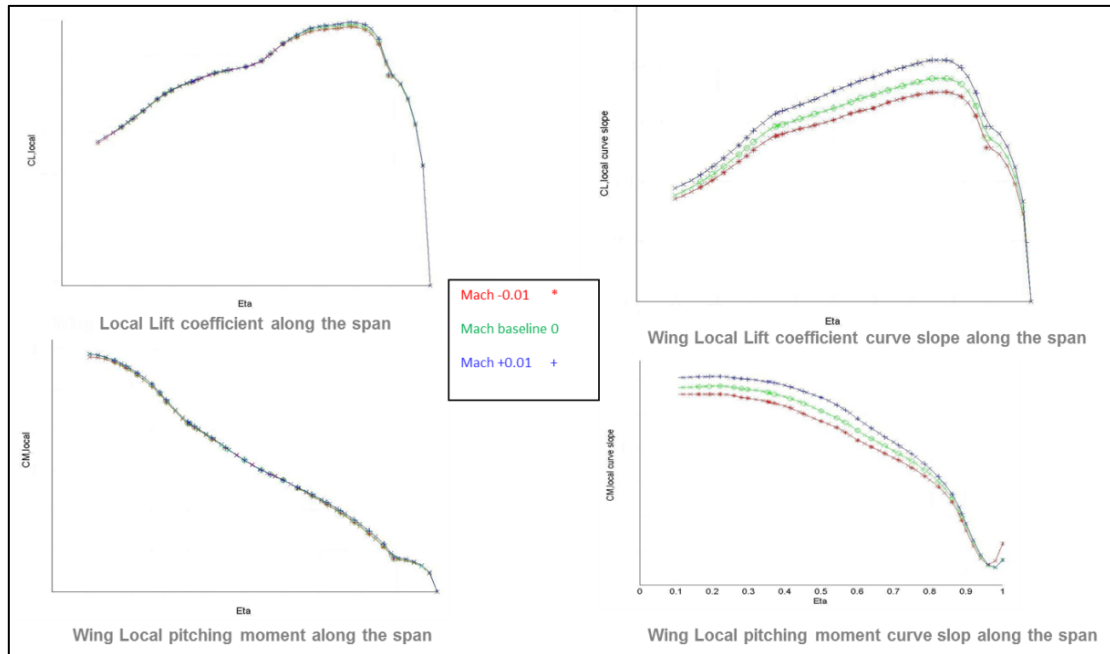 CL,local
Eta
Local Lift coefficient along the span
CL,local curve slope
Eta
Wing Local Lift coefficient curve slope along the span
Mach -0.01 *
Mach baseline 0
Mach +0.01 +
CM,local
Eta
Wing Local pitching moment along the span
CM,local curve slope
0 0.1 0.2 0.3 0.4 0.5 0.6 0.7 0.8 0.9 1
Eta
Wing Local pitching moment curve slop along the span